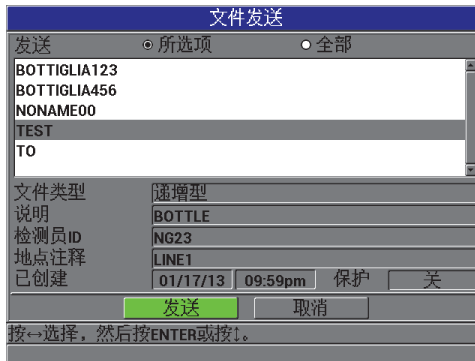 文件发送
发送 所选项 全部
BOTTIGLIA123
BOTTIGLIA456
NONAME00
TEST
TO
文件类型 递增型
说明 BOTTLE
检测员ID NG23
地点注释 LINE1
已创建 01/17/13 09:59pm 保护 关
发送 取消
按↔选择，然后按ENTER或按↕。